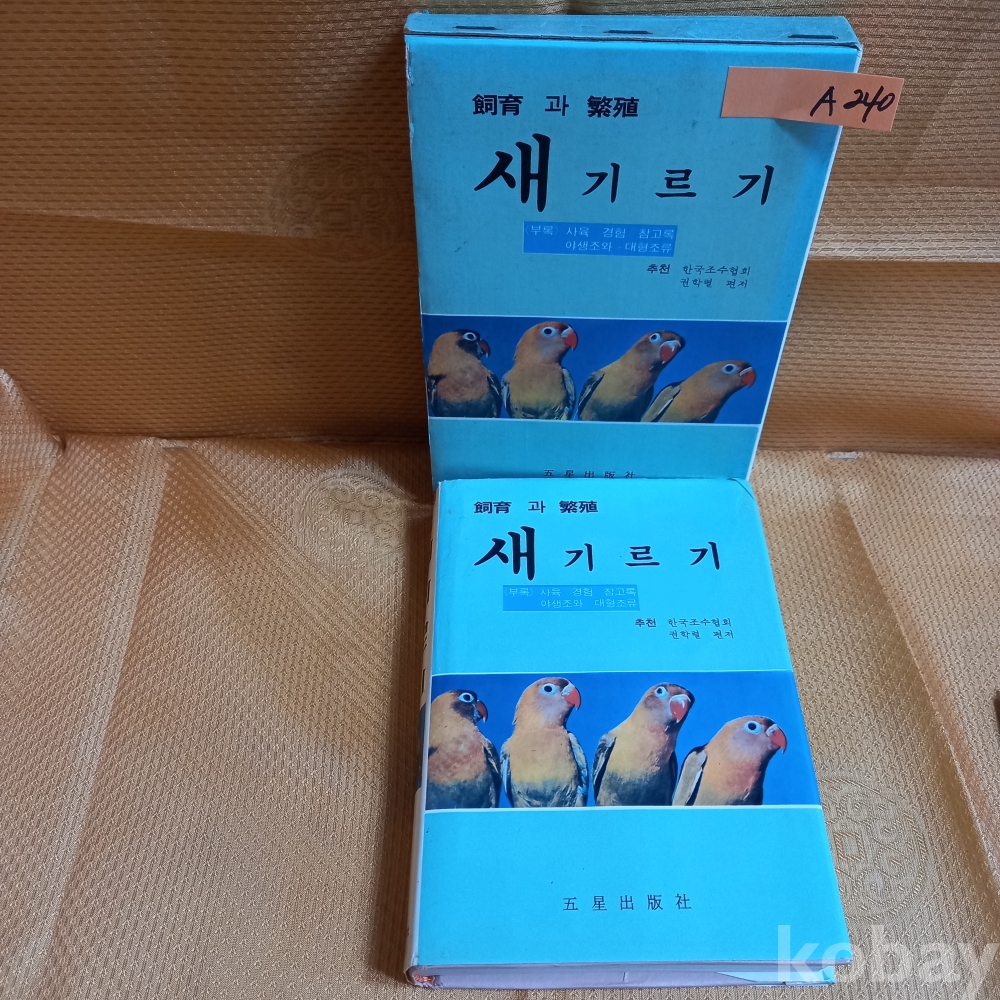 A 240
飼育 과 繁殖
새 기르기
〈부록〉 사육 경험 참고록
야생조와 대형조류
추천 한국조수협회
권학렬 편저
五星出版社
飼育 과 繁殖
새 기르기
〈부록〉 사육 경험 참고록
야생조와 대형조류
추천 한국조수협회
권학렬 편저
五星出版社
kobay